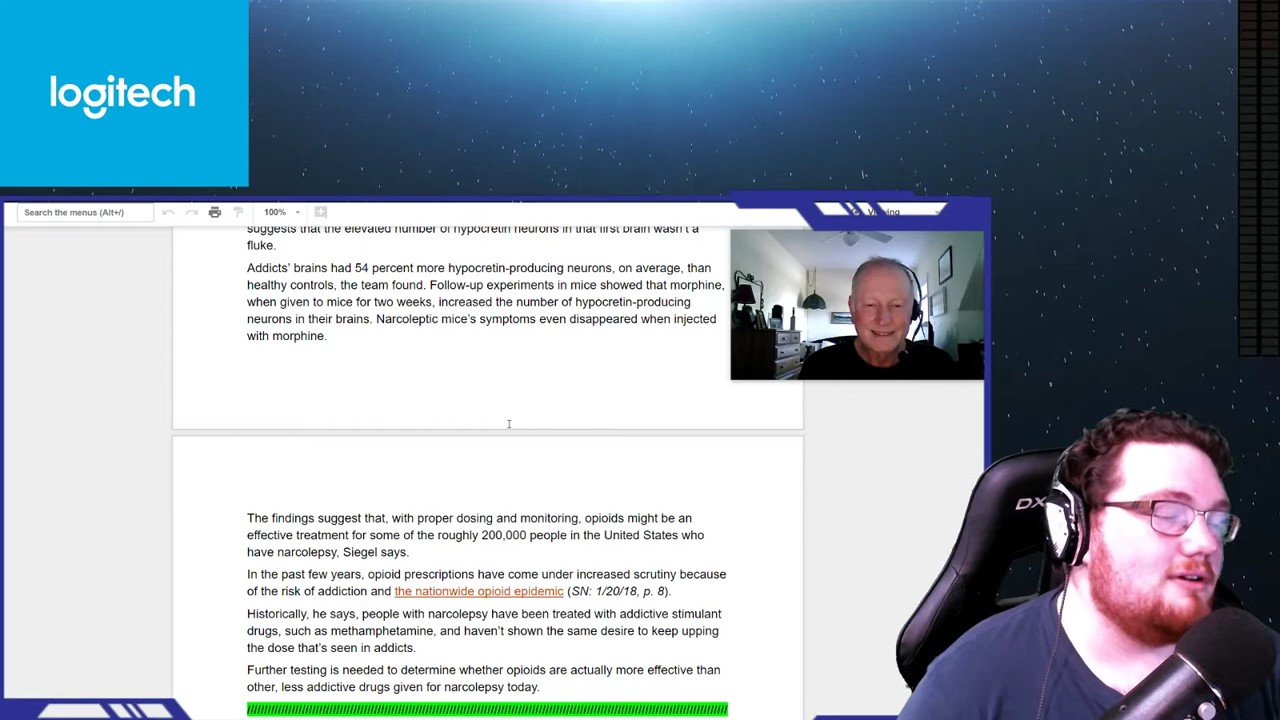 logitech
Search the menus (Alt+/)
100%
suggests that the elevated number of hypocretin neurons in that first brain wasn't a
fluke.
Addicts' brains had 54 percent more hypocretin-producing neurons, on average, than
healthy controls, the team found. Follow-up experiments in mice showed that morphine,
when given to mice for two weeks, increased the number of hypocretin-producing
neurons in their brains. Narcoleptic mice's symptoms even disappeared when injected
with morphine.
The findings suggest that, with proper dosing and monitoring, opioids might be an
effective treatment for some of the roughly 200,000 people in the United States who
have narcolepsy, Siegel says.
In the past few years, opioid prescriptions have come under increased scrutiny because
of the risk of addiction and the nationwide opioid epidemic (SN: 1/20/18, p. 8).
Historically, he says, people with narcolepsy have been treated with addictive stimulant
drugs, such as methamphetamine, and haven't shown the same desire to keep upping
the dose that's seen in addicts.
Further testing is needed to determine whether opioids are actually more effective than
other, less addictive drugs given for narcolepsy today.
DX